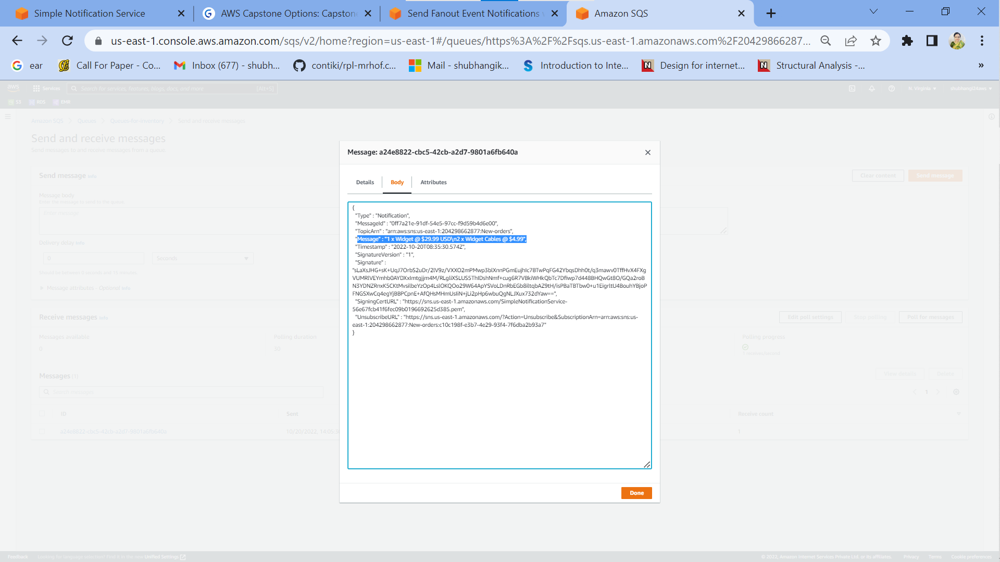 Simple Notification Service
AWS Capstone Options: Capston
Send Fanout Event Notifications
Amazon SQS
us-east-1.console.aws.amazon.com/sqs/v2/home?region=us-east-1#/queues/https%3A%2F%2Fsqs.us-east-1.amazonaws.com%2F20429866287...
ear
Call For Paper - Co...
Inbox (677) - shubh...
contiki/rpl-mrhof.c...
Mail - shubhangik...
Introduction to Inte...
Design for internet...
Structural Analysis -...
»
aws
Services
Search for services, features, blogs, docs, and more
[Alt+S]
N. Virginia
shubhangi24aws
S3
RDS
EMR
Amazon SQS
Queues
Queues-for-Inventory
Send and receive messages
Send and receive messages
Send messages to and receive messages from a queue.
Send message Info
Clear content
Send message
Message body
Enter the message to send to the queue.
Enter message
Delivery delay Info
0
Seconds
Should be between 0 seconds and 15 minutes.
Message attributes - Optional Info
Receive messages Info
Edit poll settings
Stop polling
Poll for messages
Messages available
0
Polling duration
30
Polling progress
1 receives/second
Messages (1)
View details
Delete
Search messages
1
ID
Sent
Receive count
a24e8822-cbc5-42cb-a2d7-9801a6fb640a
10/20/2022, 14:05:3
1
Message: a24e8822-cbc5-42cb-a2d7-9801a6fb640a
Details
Body
Attributes
{
"Type" : "Notification",
"MessageId" : "0ff7a21e-91df-54e5-97cc-f9d59b4d6e00",
"TopicArn" : "arn:aws:sns:us-east-1:204298662877:New-orders",
"Message" : "1 x Widget @ $29.99 USD\n2 x Widget Cables @ $4.99",
"Timestamp" : "2022-10-20T08:35:30.574Z",
"SignatureVersion" : "1",
"Signature" :
"sLaXsJHG+sK+UqJ7OrbS2uDr/2lV9z/VXXO2mPMwp3blXnnPGmEujhIc7BTwPqFG42YbqsDhh0t/q3mawv0TffHvX4FXg
VUMRlVEYmhb0AYDXxImtgjjm4M/RLgliXSLUS5ThIDshNmf+cug6R7VBkiWHkQbTc7Dfiwp7d448BHQwGt8O/GQa2roB
N3YDNZRnxK5CKtMvsilbeYzOp4LslOKQOo29W64ApYSVoLDnRbEGb8iltqbAZ9tH/isPBaTBTbw0+u1EigrltU4BouhYBjoP
FNGSXwCq4egYjBBPCpnE+AfQHsMHmUsIiN+jLi2pHp6wbuQgNLJXux732dYaw==",
"SigningCertURL" : "https://sns.us-east-1.amazonaws.com/SimpleNotificationService-
56e67fcb41f6fec09b0196692625d385.pem",
"UnsubscribeURL" : "https://sns.us-east-1.amazonaws.com/?Action=Unsubscribe&SubscriptionArn=arn:aws:sns:us-
east-1:204298662877:New-orders:c10c198f-e3b7-4e29-93f4-7f6dba2b93a7"
}
Done
Feedback
Looking for language selection? Find it in the new Unified Settings
© 2022, Amazon Internet Services Private Ltd. or its affiliates.
Privacy
Terms
Cookie preferences